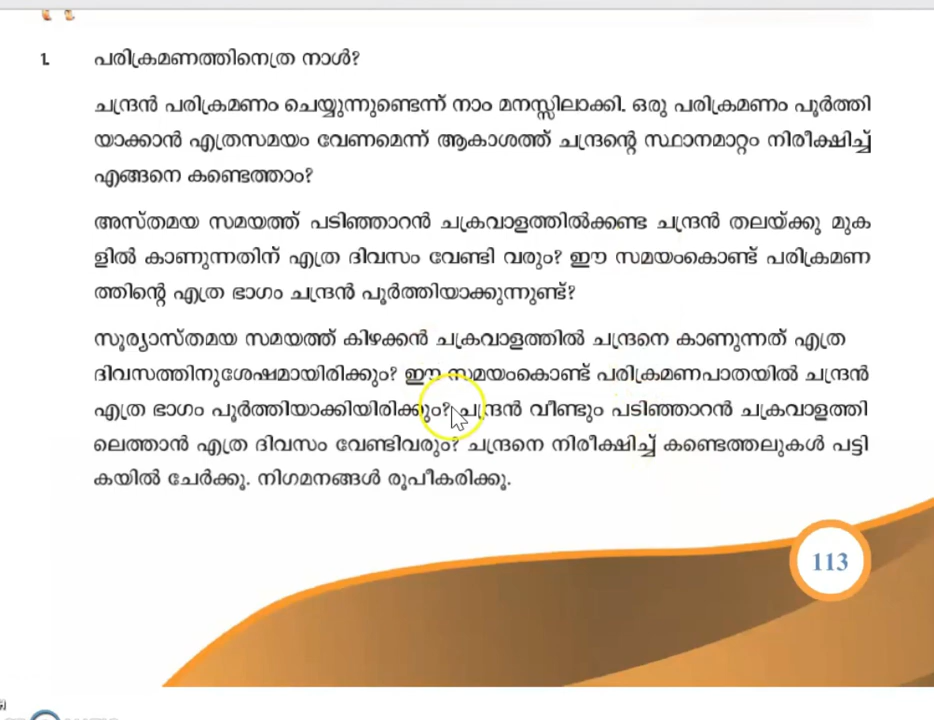 1. പരിക്രമണത്തിനെത്ര നാൾ?
ചന്ദ്രൻ പരിക്രമണം ചെയ്യുന്നുണ്ടെന്ന് നാം മനസ്സിലാക്കി. ഒരു പരിക്രമണം പൂർത്തി
യാക്കാൻ എത്രസമയം വേണമെന്ന് ആകാശത്ത് ചന്ദ്രന്റെ സ്ഥാനമാറ്റം നിരീക്ഷിച്ച്
എങ്ങനെ കണ്ടെത്താം?
അസ്തമയ സമയത്ത് പടിഞ്ഞാറൻ ചക്രവാളത്തിൽക്കണ്ട ചന്ദ്രൻ തലയ്ക്കു മുക
ളിൽ കാണുന്നതിന് എത്ര ദിവസം വേണ്ടി വരും? ഈ സമയംകൊണ്ട് പരിക്രമണ
ത്തിന്റെ എത്ര ഭാഗം ചന്ദ്രൻ പൂർത്തിയാക്കുന്നുണ്ട്?
സൂര്യാസ്തമയ സമയത്ത് കിഴക്കൻ ചക്രവാളത്തിൽ ചന്ദ്രനെ കാണുന്നത് എത്ര
ദിവസത്തിനുശേഷമായിരിക്കും? ഈ സമയംകൊണ്ട് പരിക്രമണപാതയിൽ ചന്ദ്രൻ
എത്ര ഭാഗം പൂർത്തിയാക്കിയിരിക്കും? ചന്ദ്രൻ വീണ്ടും പടിഞ്ഞാറൻ ചക്രവാളത്തി
ലെത്താൻ എത്ര ദിവസം വേണ്ടിവരും? ചന്ദ്രനെ നിരീക്ഷിച്ച് കണ്ടെത്തലുകൾ പട്ടി
കയിൽ ചേർക്കൂ. നിഗമനങ്ങൾ രൂപീകരിക്കൂ.
113